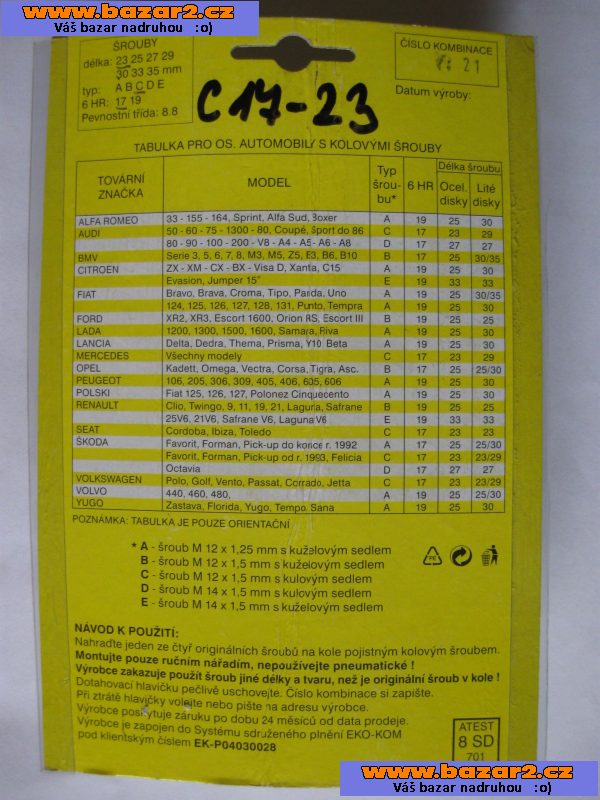 www.bazar2.cz
Váš bazar nadruhou :o)
ŠROUBY
délka: 23 25 27 29
30 33 35 mm
typ: A B C D E
6 HR: 17 19
Pevnostní třída: 8.8
C17-23
ČÍSLO KOMBINACE
21
Datum výroby:
TABULKA PRO OS. AUTOMOBILY S KOLOVÝMI ŠROUBY
TOVÁRNÍ ZNAČKA MODEL Typ šroubu* 6 HR Délka šroubu Ocel. disky Lité disky
ALFA ROMEO 33 - 155 - 164, Sprint, Alfa Sud, Boxer A 19 25 30
AUDI 50 - 60 - 75 - 1300 - 80, Coupé, šport do 86 C 17 23 29
80 - 90 - 100 - 200 - V8 - A4 - A5 - A6 - A8 D 17 27 27
BMV Serie 3, 5, 6, 7, 8, M3, M5, Z5, E3, B6, B10 B 17 25 30/35
CITROEN ZX - XM - CX - BX - Visa D, Xanta, C15 A 19 25 30
Evasion, Jumper 15" E 19 33 33
FIAT Bravo, Brava, Croma, Tipo, Panda, Uno A 19 25 30/35
124, 125, 126, 127, 128, 131, Punto, Tempra A 19 25 30
FORD XR2, XR3, Escort 1600, Orion RS, Escort III B 19 25 25
LADA 1200, 1300, 1500, 1600, Samara, Riva A 19 25 30
LANCIA Delta, Dedra, Thema, Prisma, Y10 Beta A 19 25 30
MERCEDES Všechny modely C 17 23 29
OPEL Kadett, Omega, Vectra, Corsa, Tigra, Asc. B 17 25 25/30
PEUGEOT 106, 205, 306, 309, 405, 406, 605, 606 A 17 25 30
POLSKI Fiat 125, 126, 127, Polonez Cinquecento A 19 25 30
RENAULT Clio, Twingo, 9, 11, 19, 21, Laguna, Safrane B 19 25 25
25V6, 21V6, Safrane V6, Laguna V6 E 19 33 33
SEAT Cordoba, Ibiza, Toledo C 17 23 23
ŠKODA Favorit, Forman, Pick-up do konce r. 1992 A 17 25 25/30
Favorit, Forman, Pick-up od r. 1993, Felicia C 17 23 23/29
Octavia D 17 27 27
VOLKSWAGEN Polo, Golf, Vento, Passat, Corrado, Jetta C 17 23 23/29
VOLVO 440, 460, 480, A 19 25 25/30
YUGO Zastava, Florida, Yugo, Tempo, Sana A 19 25 30
POZNÁMKA: TABULKA JE POUZE ORIENTAČNÍ
* A - šroub M 12 x 1,25 mm s kuželovým sedlem
B - šroub M 12 x 1,5 mm s kuželovým sedlem
C - šroub M 12 x 1,5 mm s kulovým sedlem
D - šroub M 14 x 1,5 mm s kulovým sedlem
E - šroub M 14 x 1,5 mm s kuželovým sedlem
PE
NÁVOD K POUŽITÍ:
Nahraďte jeden ze čtyř originálních šroubů na kole pojistným kolovým šroubem.
Montujte pouze ručním nářadím, nepoužívejte pneumatické !
Výrobce zakazuje použít šroub jiné délky a tvaru, než je originální šroub v kole !
Dotahovací hlavičku pečlivě uschovejte. Číslo kombinace si zapište.
Při ztrátě hlavičky volejte nebo pište na adresu výrobce.
Výrobce poskytuje záruku po dobu 24 měsíců od data prodeje.
Výrobce je zapojen do Systému sdruženého plnění EKO-KOM
pod klientským číslem EK-P04030028
ATEST
8 SD
701
www.bazar2.cz
Váš bazar nadruhou :o)